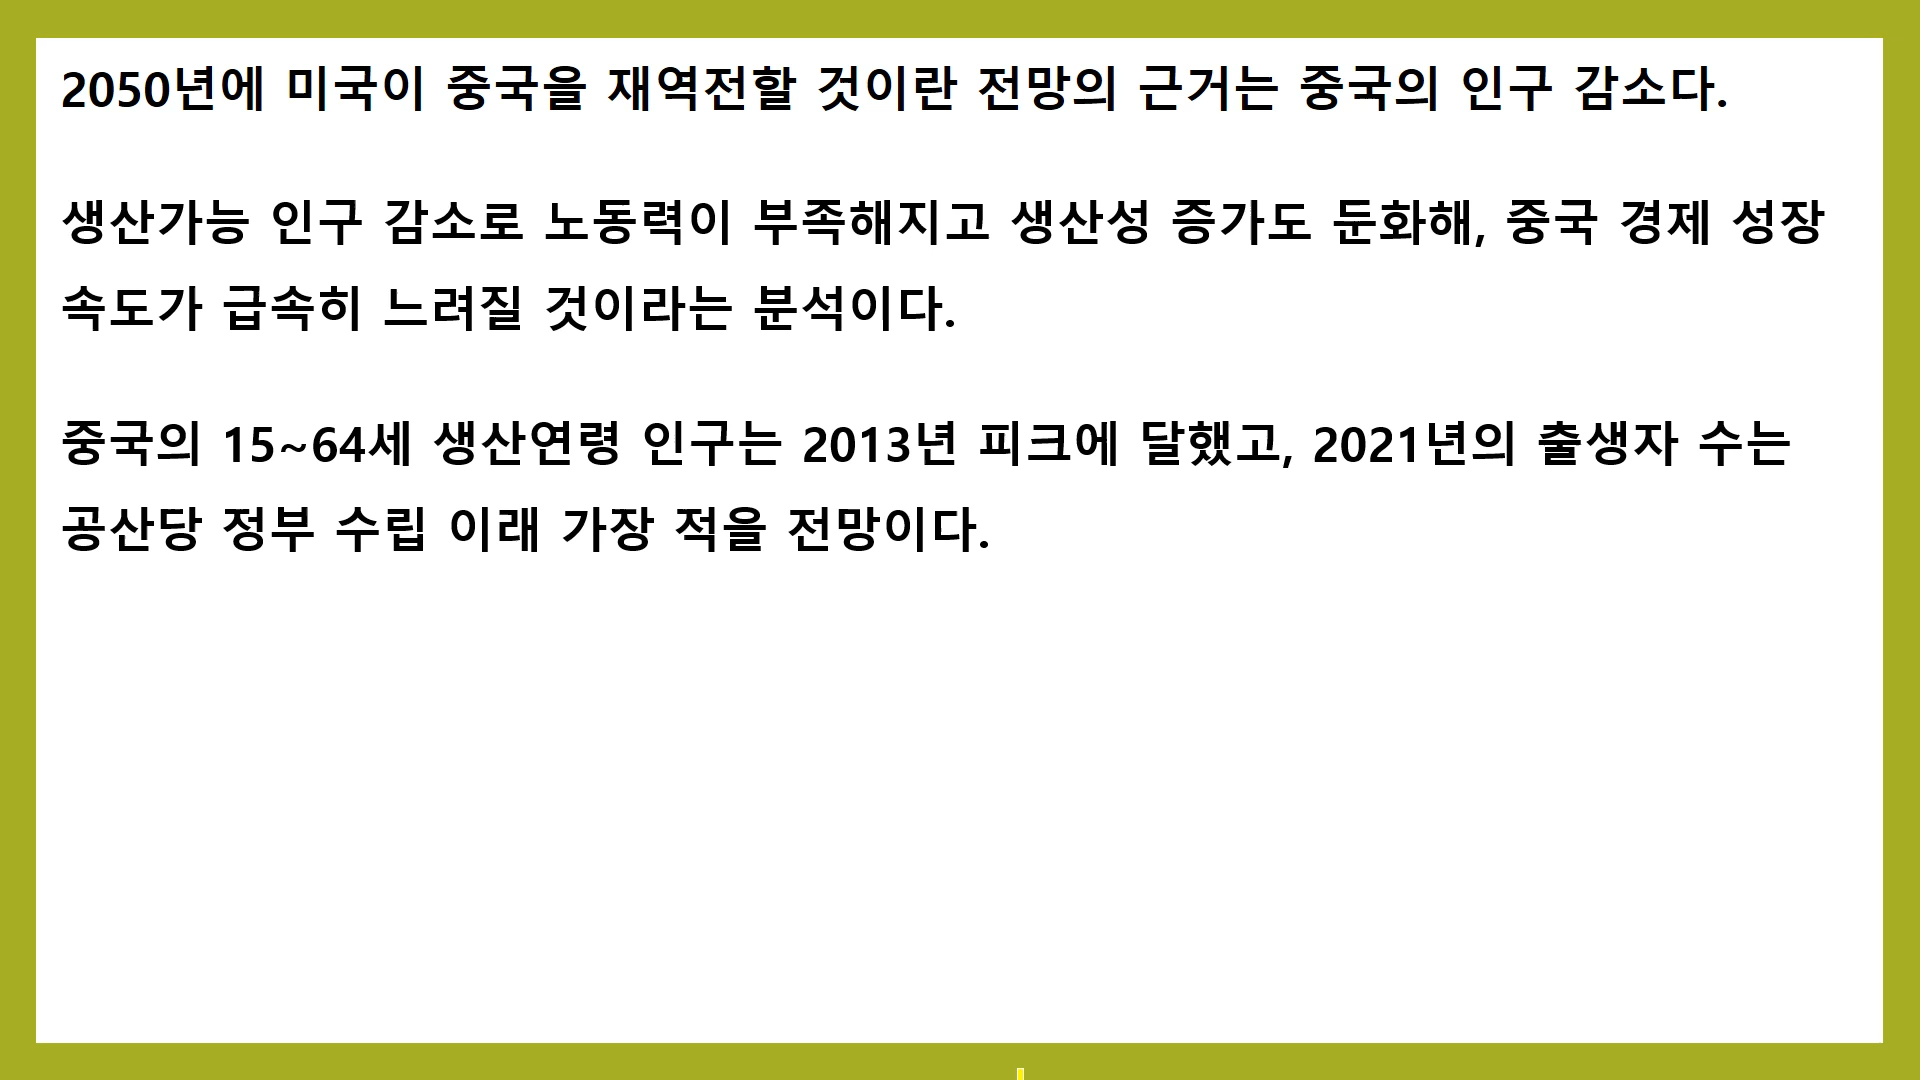 2050년에 미국이 중국을 재역전할 것이란 전망의 근거는 중국의 인구 감소다.
생산가능 인구 감소로 노동력이 부족해지고 생산성 증가도 둔화해, 중국 경제 성장
속도가 급속히 느려질 것이라는 분석이다.
중국의 15~64세 생산연령 인구는 2013년 피크에 달했고, 2021년의 출생자 수는
공산당 정부 수립 이래 가장 적을 전망이다.